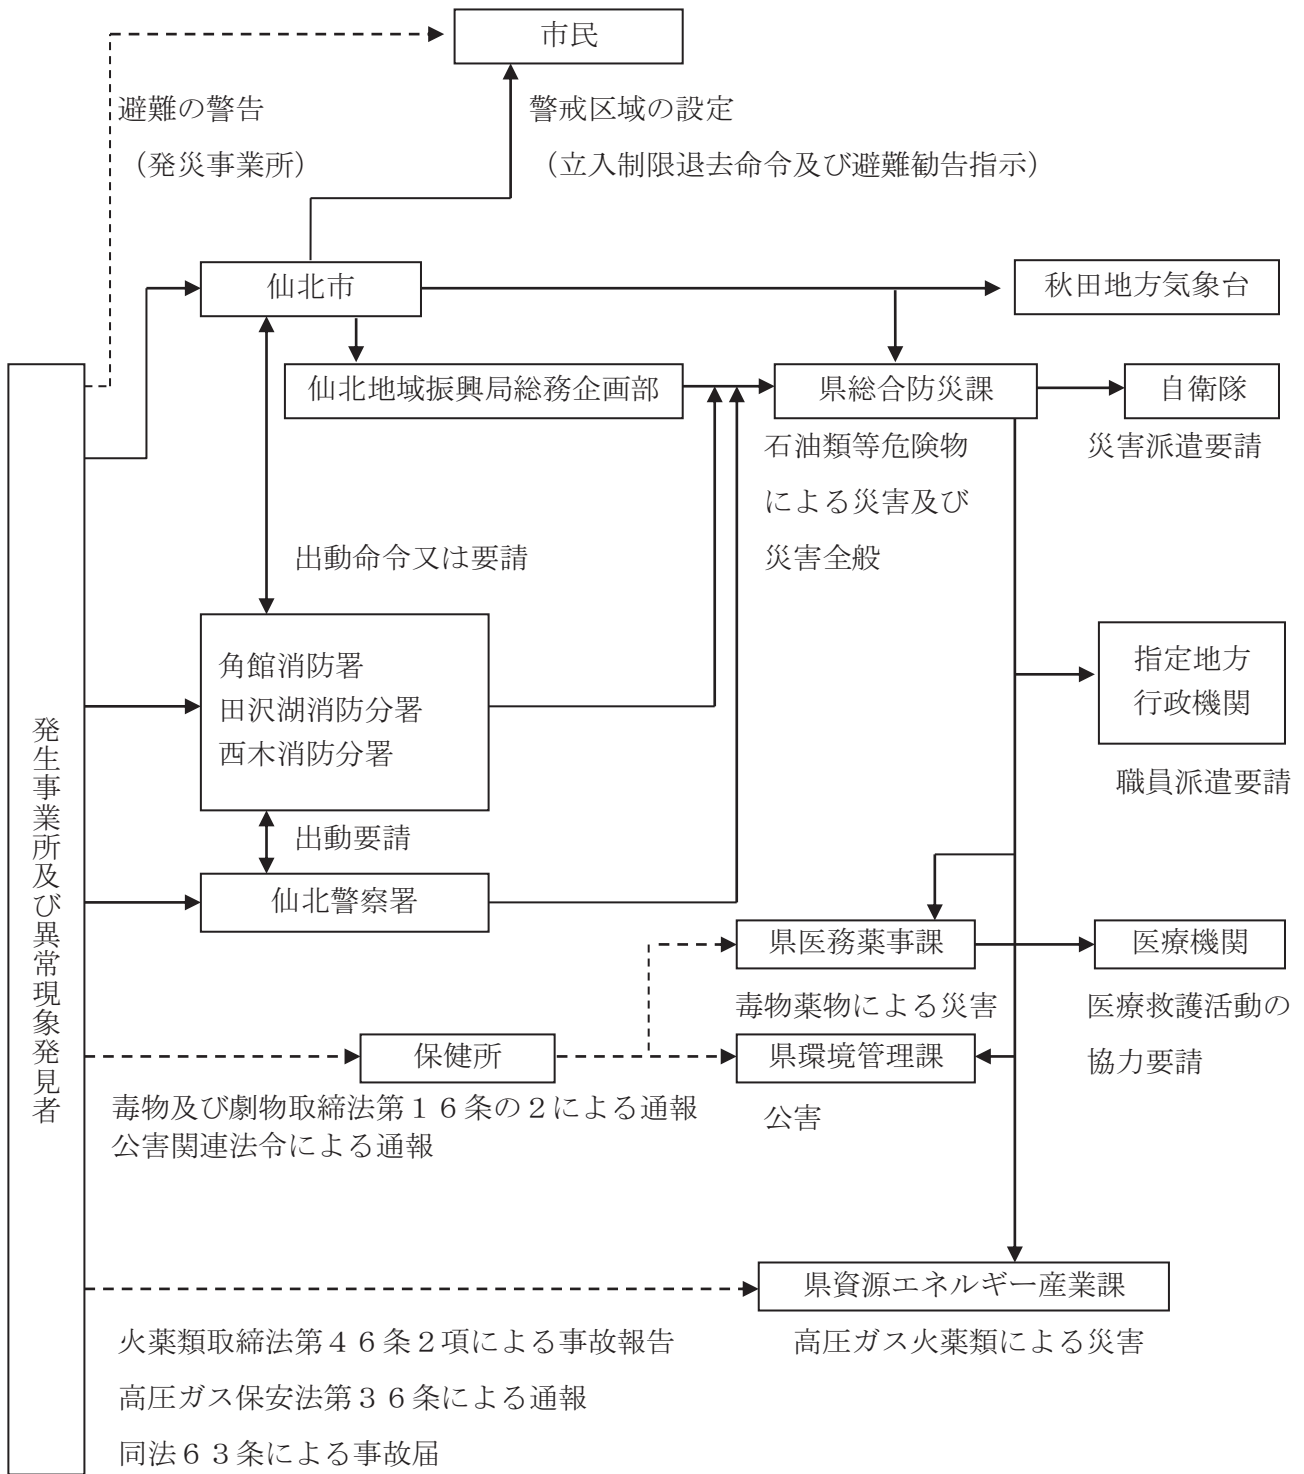 市民
避難の警告
（発災事業所）
警戒区域の設定
（立入制限退去命令及び避難勧告指示）
仙北市
秋田地方気象台
仙北地域振興局総務企画部
県総合防災課
自衛隊
石油類等危険物
による災害及び
災害全般
災害派遣要請
出動命令又は要請
角館消防署
田沢湖消防分署
西木消防分署
指定地方
行政機関
職員派遣要請
発生事業所及び異常現象発見者
出動要請
仙北警察署
県医務薬事課
医療機関
毒物薬物による災害
医療救護活動の
協力要請
保健所
県環境管理課
毒物及び劇物取締法第１６条の２による通報
公害関連法令による通報
公害
県資源エネルギー産業課
火薬類取締法第４６条２項による事故報告
高圧ガス保安法第３６条による通報
同法６３条による事故届
高圧ガス火薬類による災害